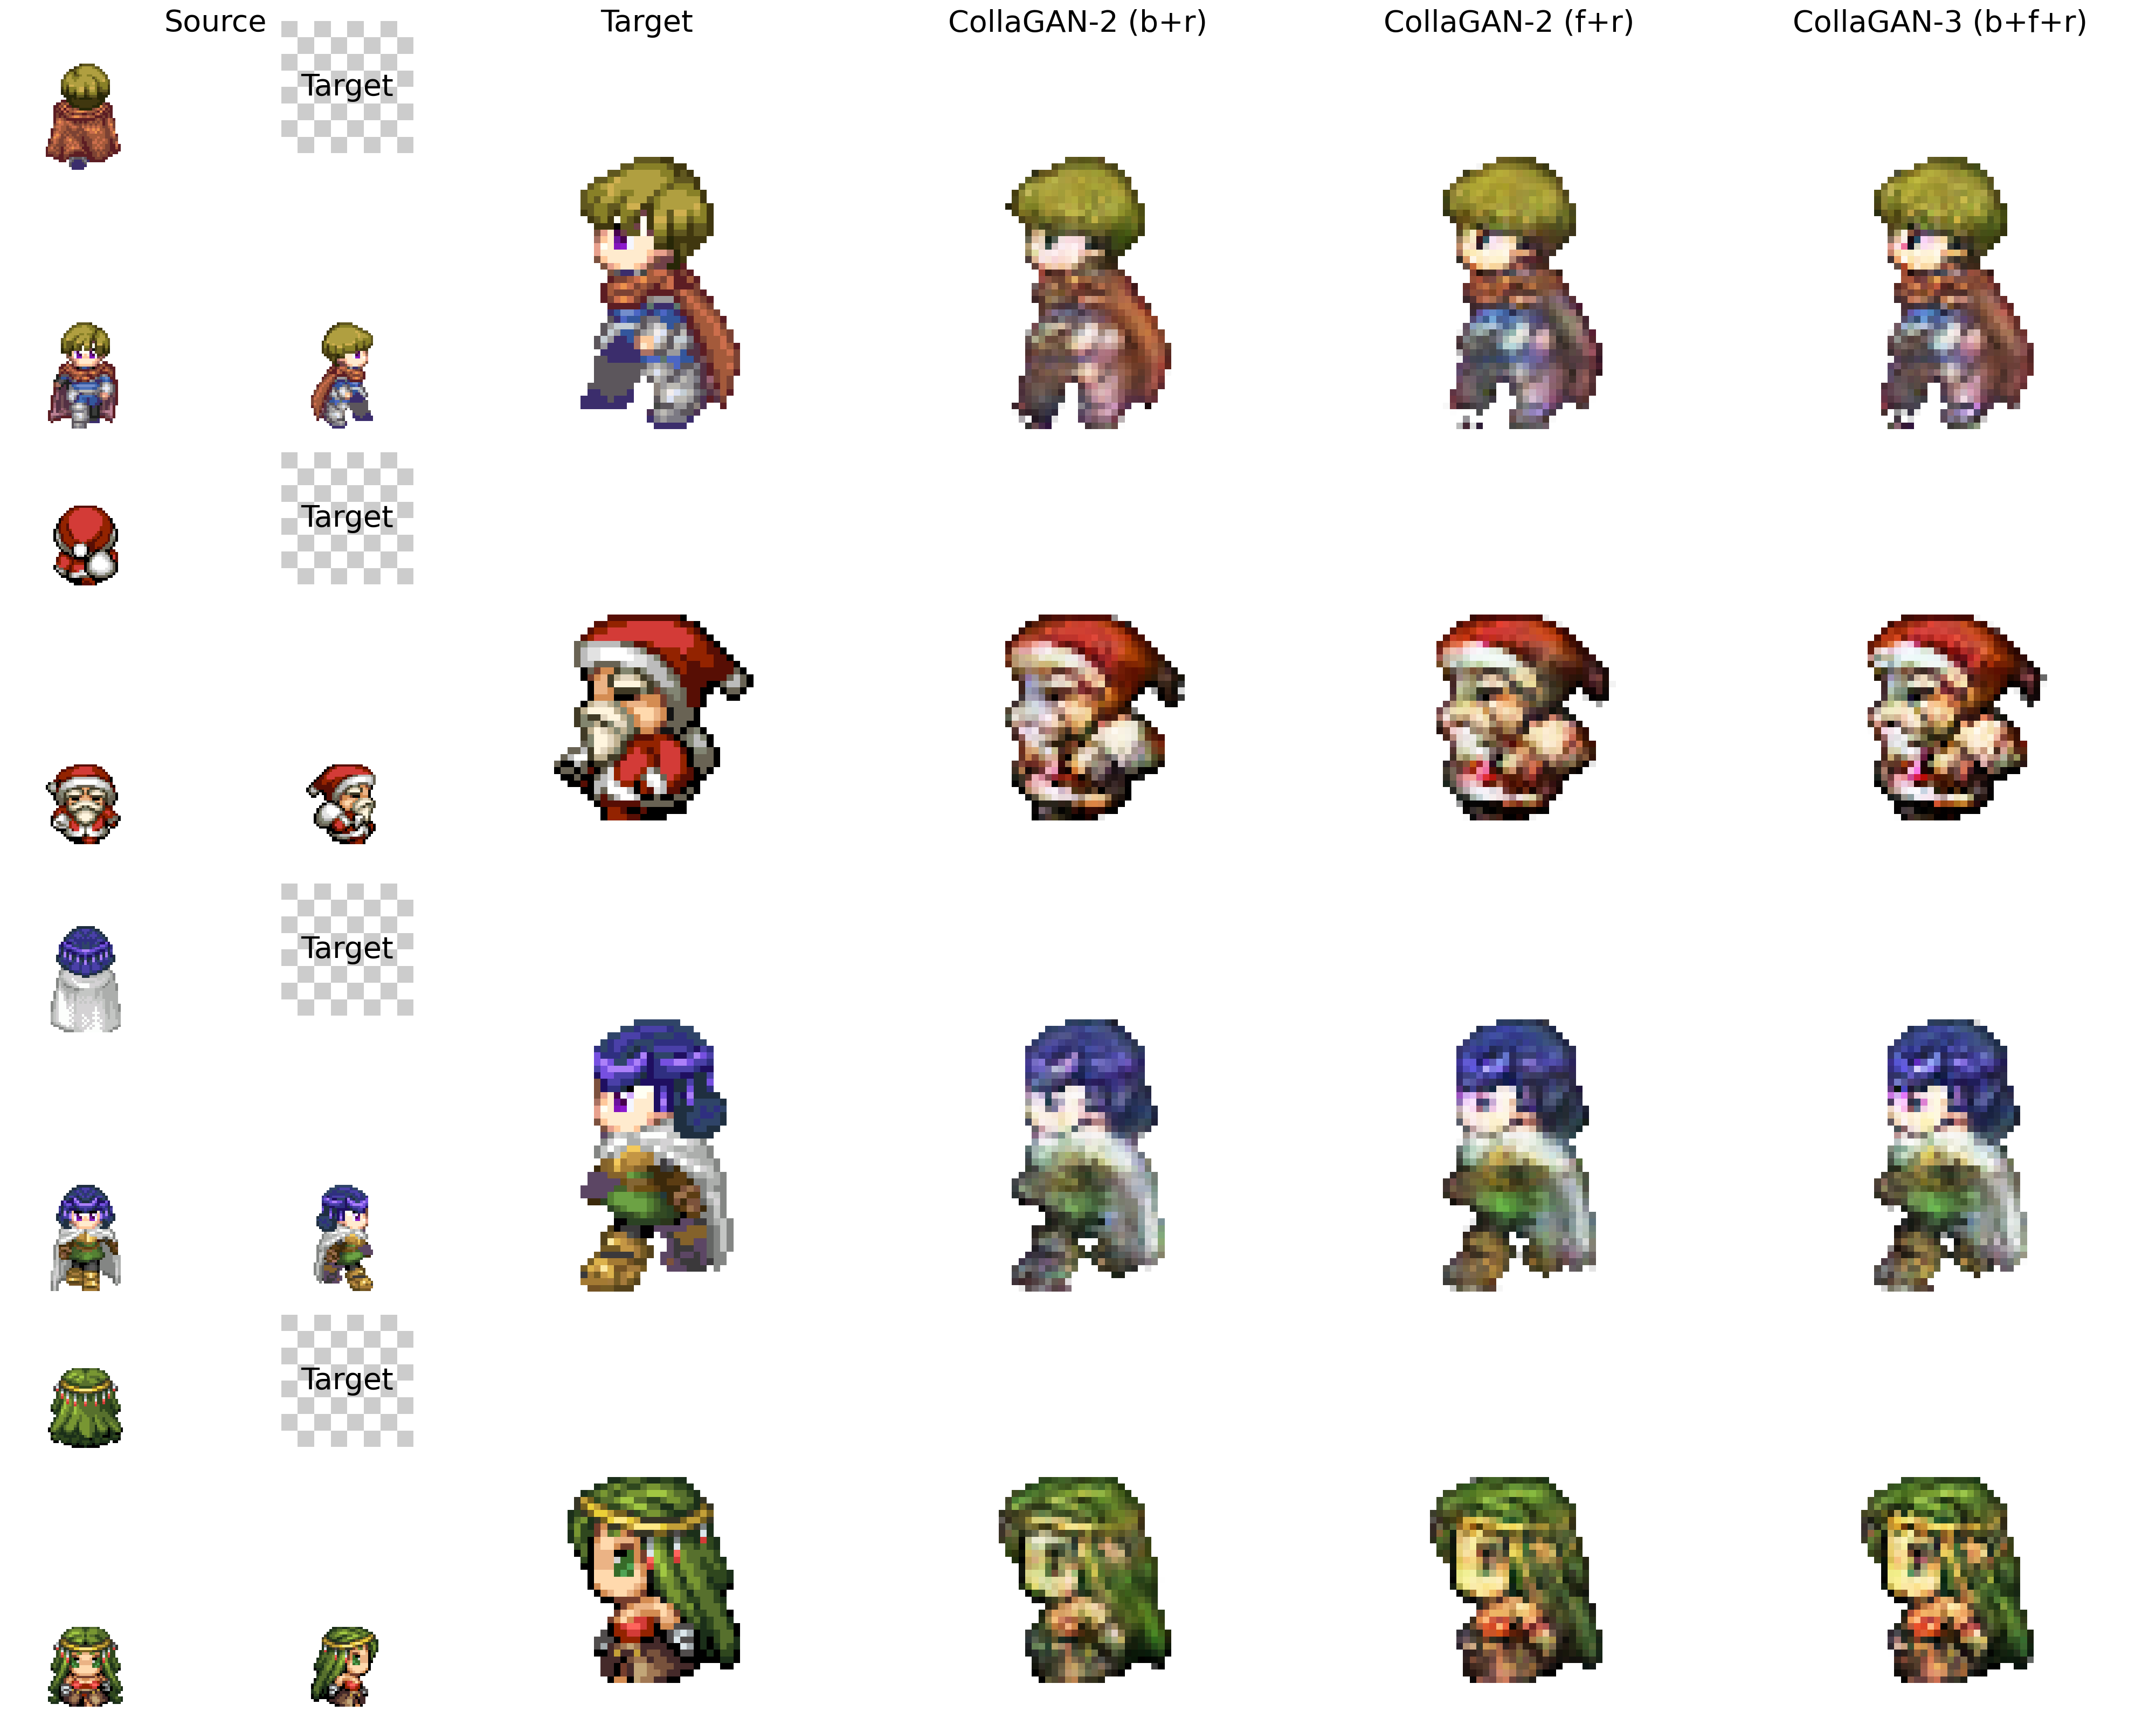 Source
Target
CollaGAN-2 (b+r)
CollaGAN-2 (f+r)
CollaGAN-3 (b+f+r)
Target
Target
Target
Target